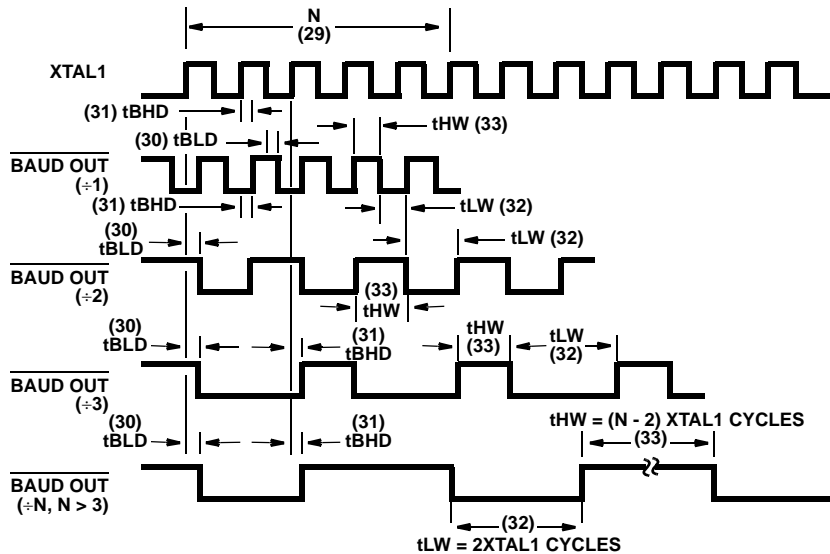 N
(29)
XTAL1
(31) tBHD
tHW (33)
(30) tBLD
BAUD OUT
(÷1)
(31) tBHD
tLW (32)
(30)
tBLD
tLW (32)
BAUD OUT
(÷2)
(33)
tHW
(30)
tBLD
(31)
tBHD
tHW
(33)
tLW
(32)
BAUD OUT
(÷3)
(30)
tBLD
(31)
tBHD
tHW = (N - 2) XTAL1 CYCLES
(33)
BAUD OUT
(÷N, N > 3)
(32)
tLW = 2XTAL1 CYCLES